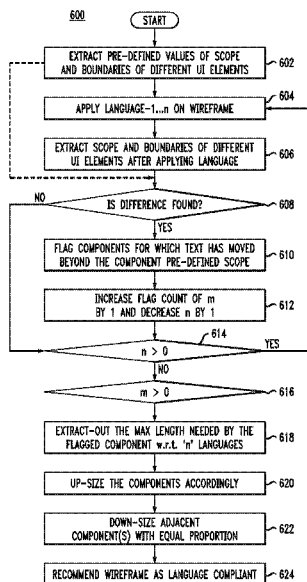 600
START
EXTRACT PRE-DEFINED VALUES OF SCOPE
AND BOUNDARIES OF DIFFERENT UI ELEMENTS
602
604
APPLY LANGUAGE-1...n ON WIREFRAME
EXTRACT SCOPE AND BOUNDARIES OF DIFFERENT
UI ELEMENTS AFTER APPLYING LANGUAGE
606
NO
IS DIFFERENCE FOUND?
608
YES
FLAG COMPONENTS FOR WHICH TEXT HAS MOVED
BEYOND THE COMPONENT PRE-DEFINED SCOPE
610
INCREASE FLAG COUNT OF m
BY 1 AND DECREASE n BY 1
612
614
n > 0
YES
NO
m > 0
616
EXTRACT-OUT THE MAX LENGTH NEEDED BY THE
FLAGGED COMPONENT w.r.t. 'n' LANGUAGES
618
UP-SIZE THE COMPONENTS ACCORDINGLY
620
DOWN-SIZE ADJACENT
COMPONENT(S) WITH EQUAL PROPORTION
622
RECOMMEND WIREFRAME AS LANGUAGE COMPLIANT
624